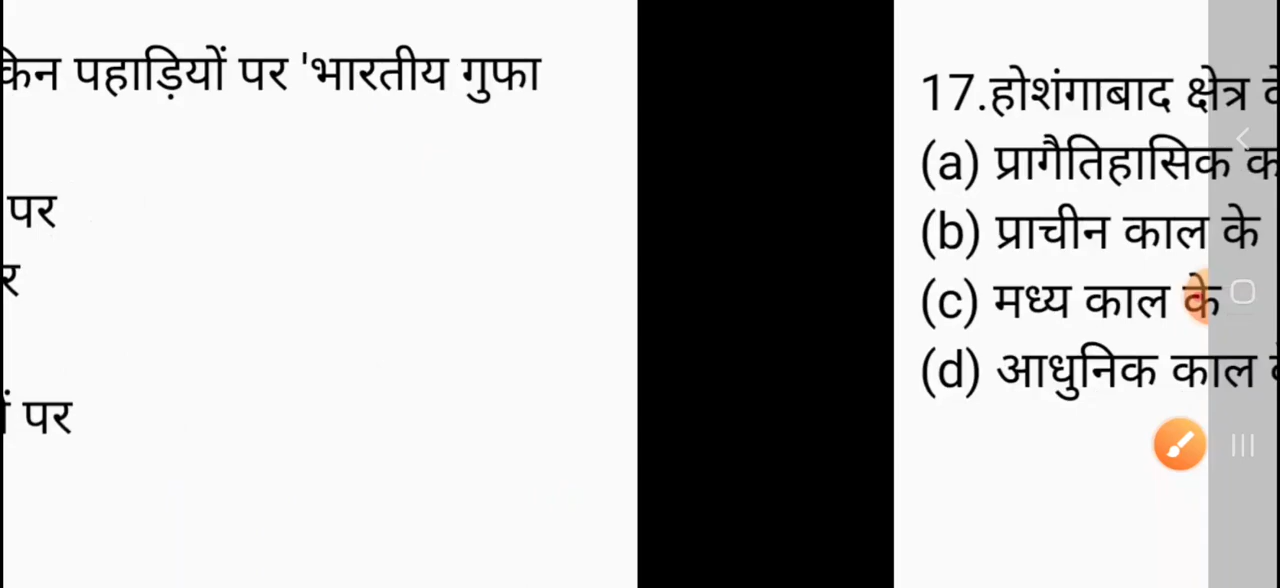 पहाड़ियों पर 'भारतीय गुफा
पर
पर
17.होशंगाबाद क्षेत्र
(a) प्रागैतिहासिक
(b) प्राचीन काल के
(c) मध्य काल के
(d) आधुनिक काल